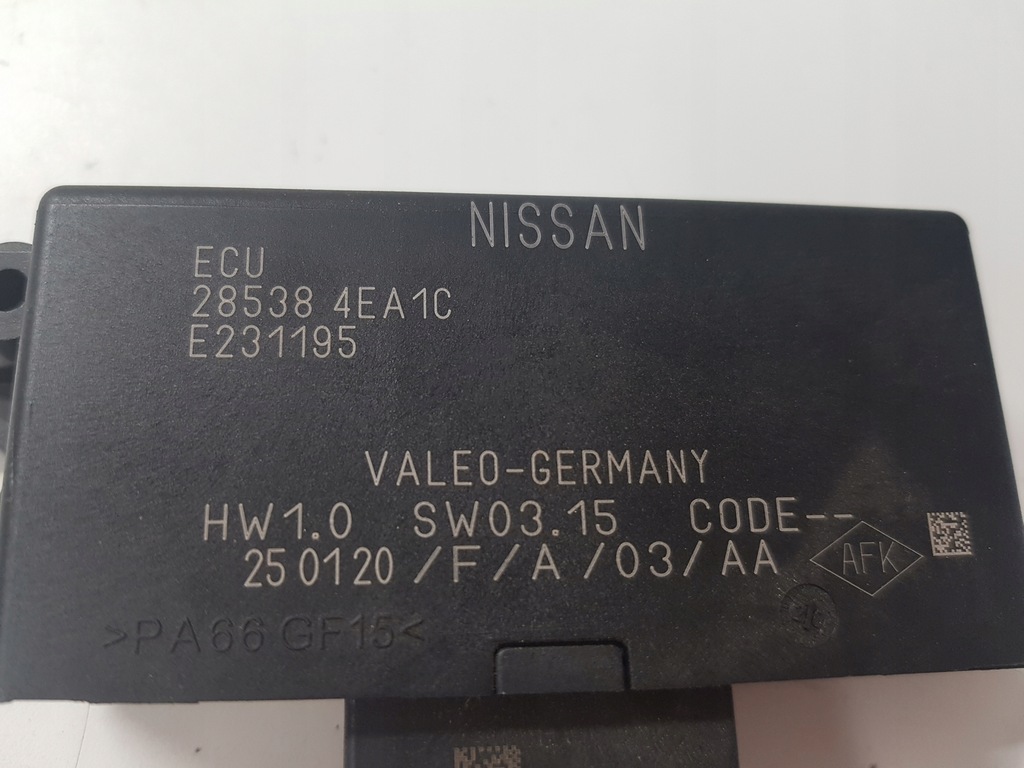 NISSAN
ECU
28538 4EA1C
E231195
VALEO-GERMANY
HW1.0 SW03.15 CODE--
250120/F/A/03/AA
AFK
>PA66 GF15<